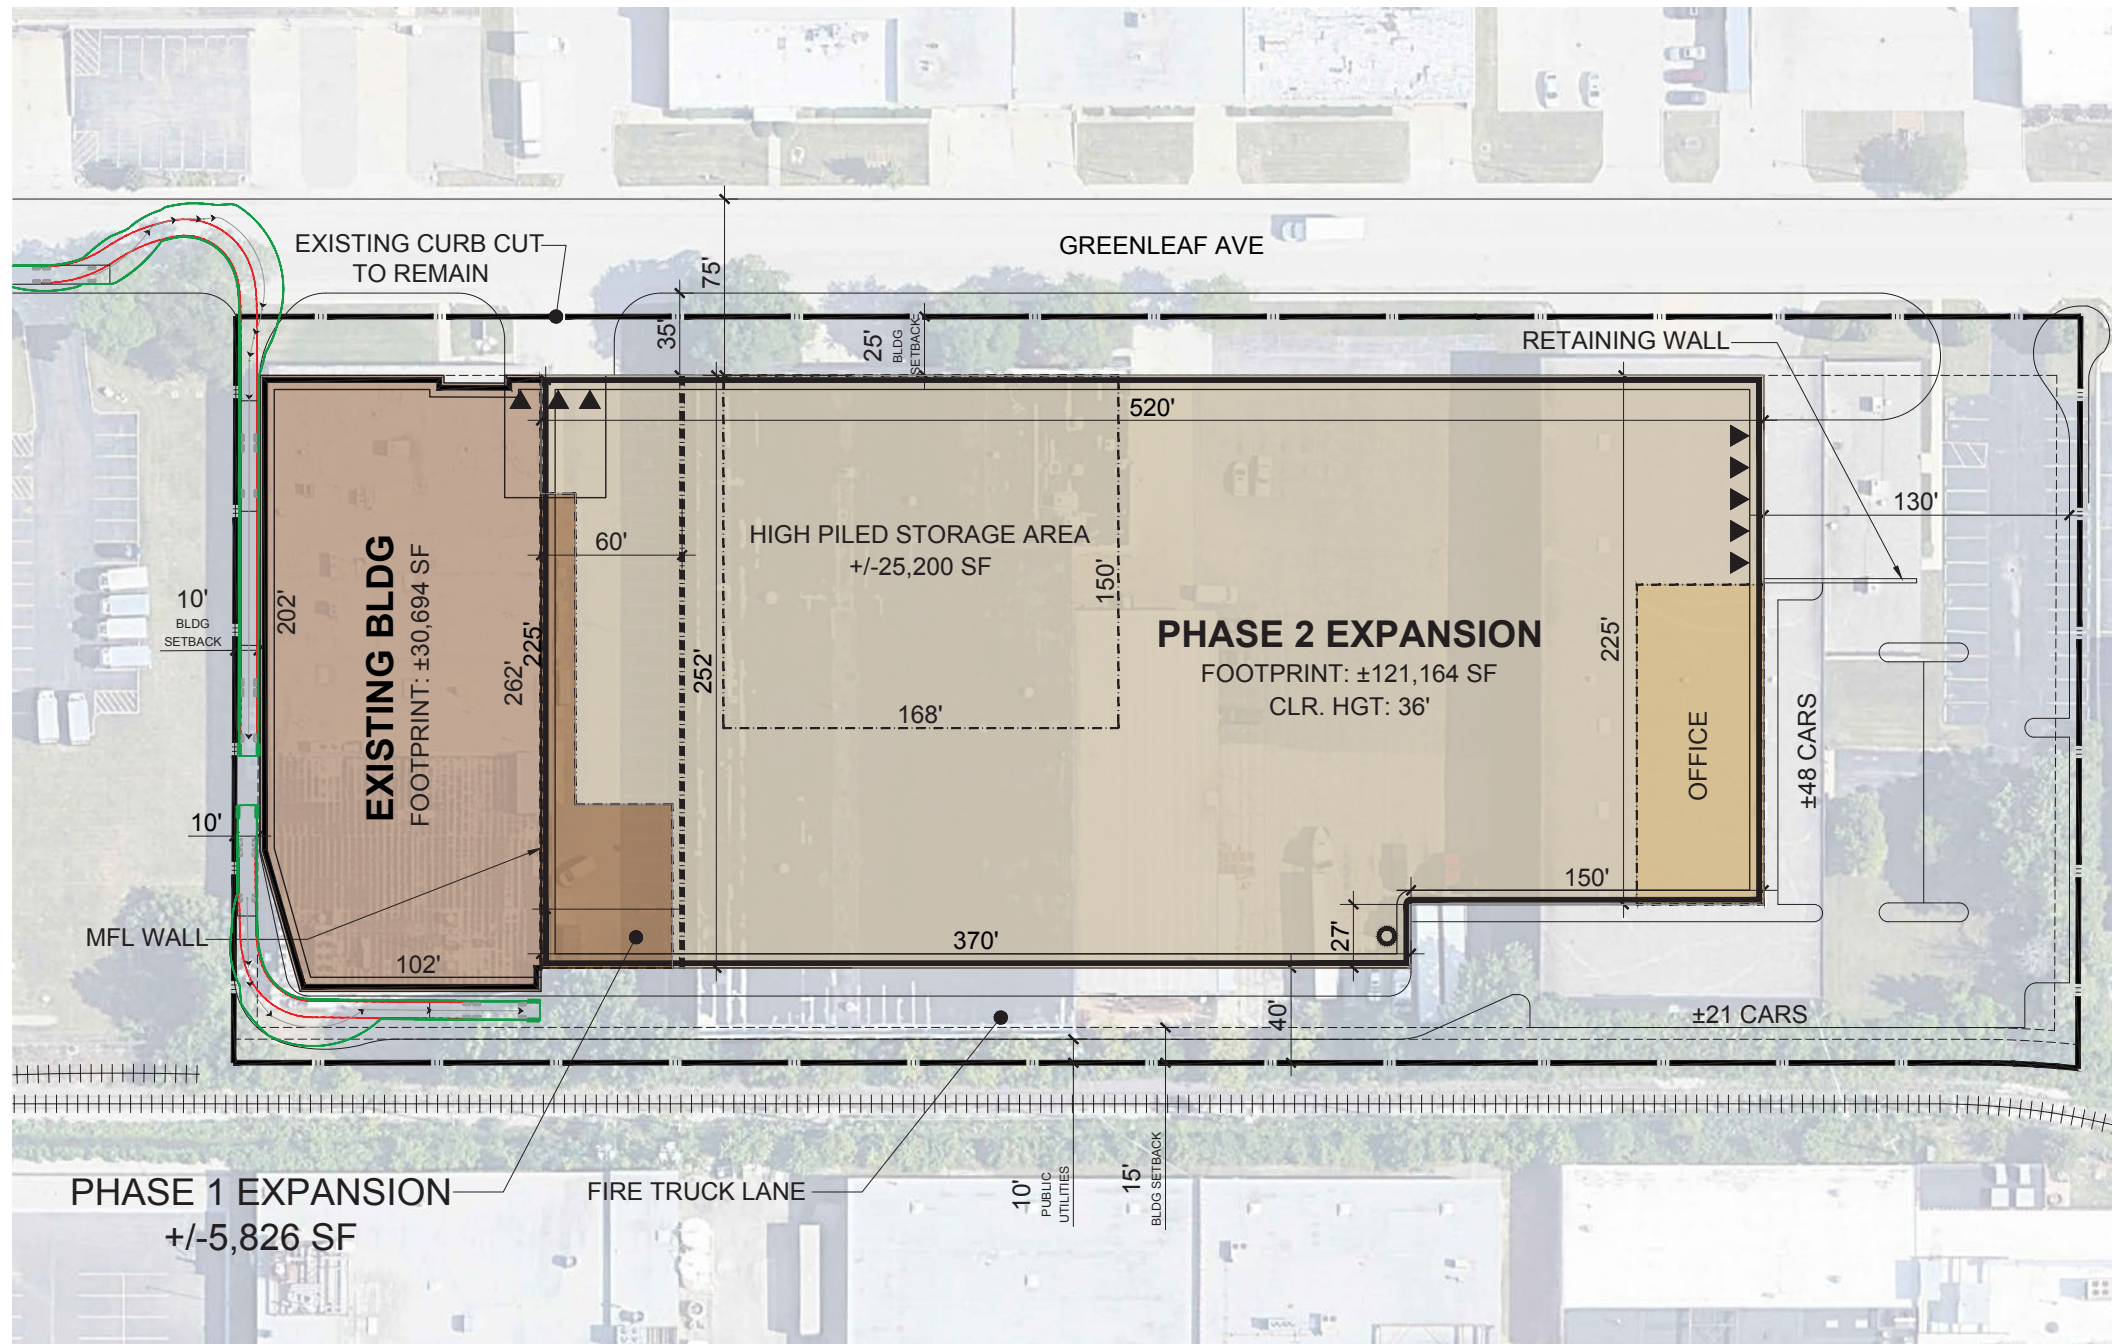 EXISTING CURB CUT
TO REMAIN
GREENLEAF AVE
75'
35'
25'
BLDG
SETBACK
RETAINING WALL
520'
130'
60'
HIGH PILED STORAGE AREA
+/-25,200 SF
150'
168'
10'
BLDG
SETBACK
202'
EXISTING BLDG
FOOTPRINT: ±30,694 SF
262'
225'
252'
PHASE 2 EXPANSION
FOOTPRINT: ±121,164 SF
CLR. HGT: 36'
225'
OFFICE
±48 CARS
10'
150'
MFL WALL
102'
370'
27'
40'
±21 CARS
PHASE 1 EXPANSION
+/-5,826 SF
FIRE TRUCK LANE
10'
PUBLIC
UTILITIES
15'
BLDG SETBACK